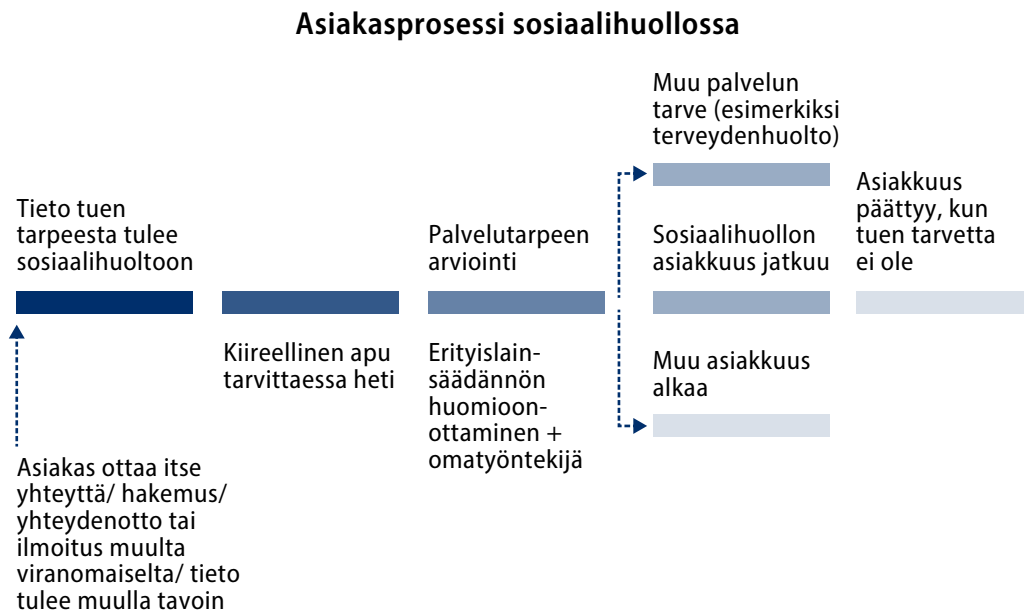 Asiakasprosessi sosiaalihuollossa
Tieto tuen
tarpeesta tulee
sosiaalihuoltoon
Asiakas ottaa itse
yhteyttä/ hakemus/
yhteydenotto tai
ilmoitus muulta
viranomaiselta/ tieto
tulee muulla tavoin
Kiireellinen apu
tarvittaessa heti
Palvelutarpeen
arviointi
Erityislain-
säädännön
huomioon-
ottaminen +
omatyöntekijä
Muu palvelun
tarve (esimerkiksi
terveydenhuolto)
Sosiaalihuollon
asiakkuus jatkuu
Muu asiakkuus
alkaa
Asiakkuus
päättyy, kun
tuen tarvetta
ei ole